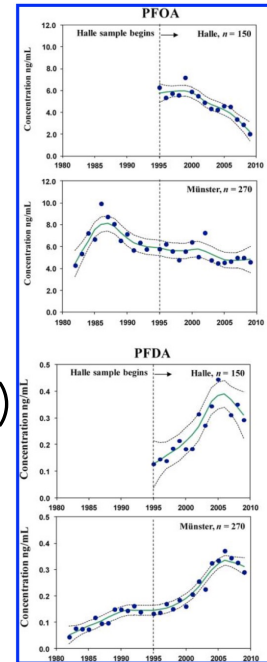 PFOA
Concentration ng/mL
Halle sample begins → Halle, n = 150
12.0
10.0
8.0
6.0
4.0
2.0
0.0
1980 1985 1990 1995 2000 2005 2010
Concentration ng/mL
Münster, n = 270
12.0
10.0
8.0
6.0
4.0
2.0
0.0
1980 1985 1990 1995 2000 2005 2010
PFDA
Concentration ng/mL
Halle sample begins → Halle, n = 150
0.5
0.4
0.3
0.2
0.1
0.0
1980 1985 1990 1995 2000 2005 2010
Concentration ng/mL
Münster, n = 270
0.5
0.4
0.3
0.2
0.1
0.0
1980 1985 1990 1995 2000 2005 2010
)